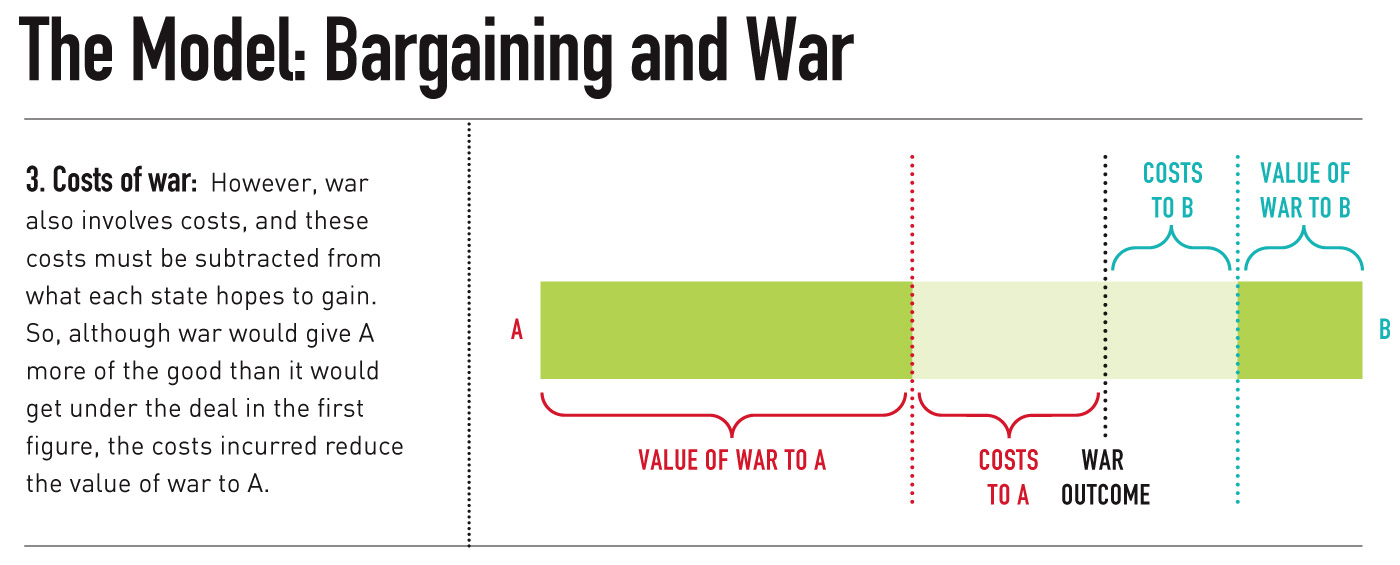 The Model: Bargaining and War
3. Costs of war: However, war
also involves costs, and these
costs must be subtracted from
what each state hopes to gain.
So, although war would give A
more of the good than it would
get under the deal in the first
figure, the costs incurred reduce
the value of war to A.
COSTS
TO B
VALUE OF
WAR TO B
A
B
VALUE OF WAR TO A
COSTS
TO A
WAR
OUTCOME